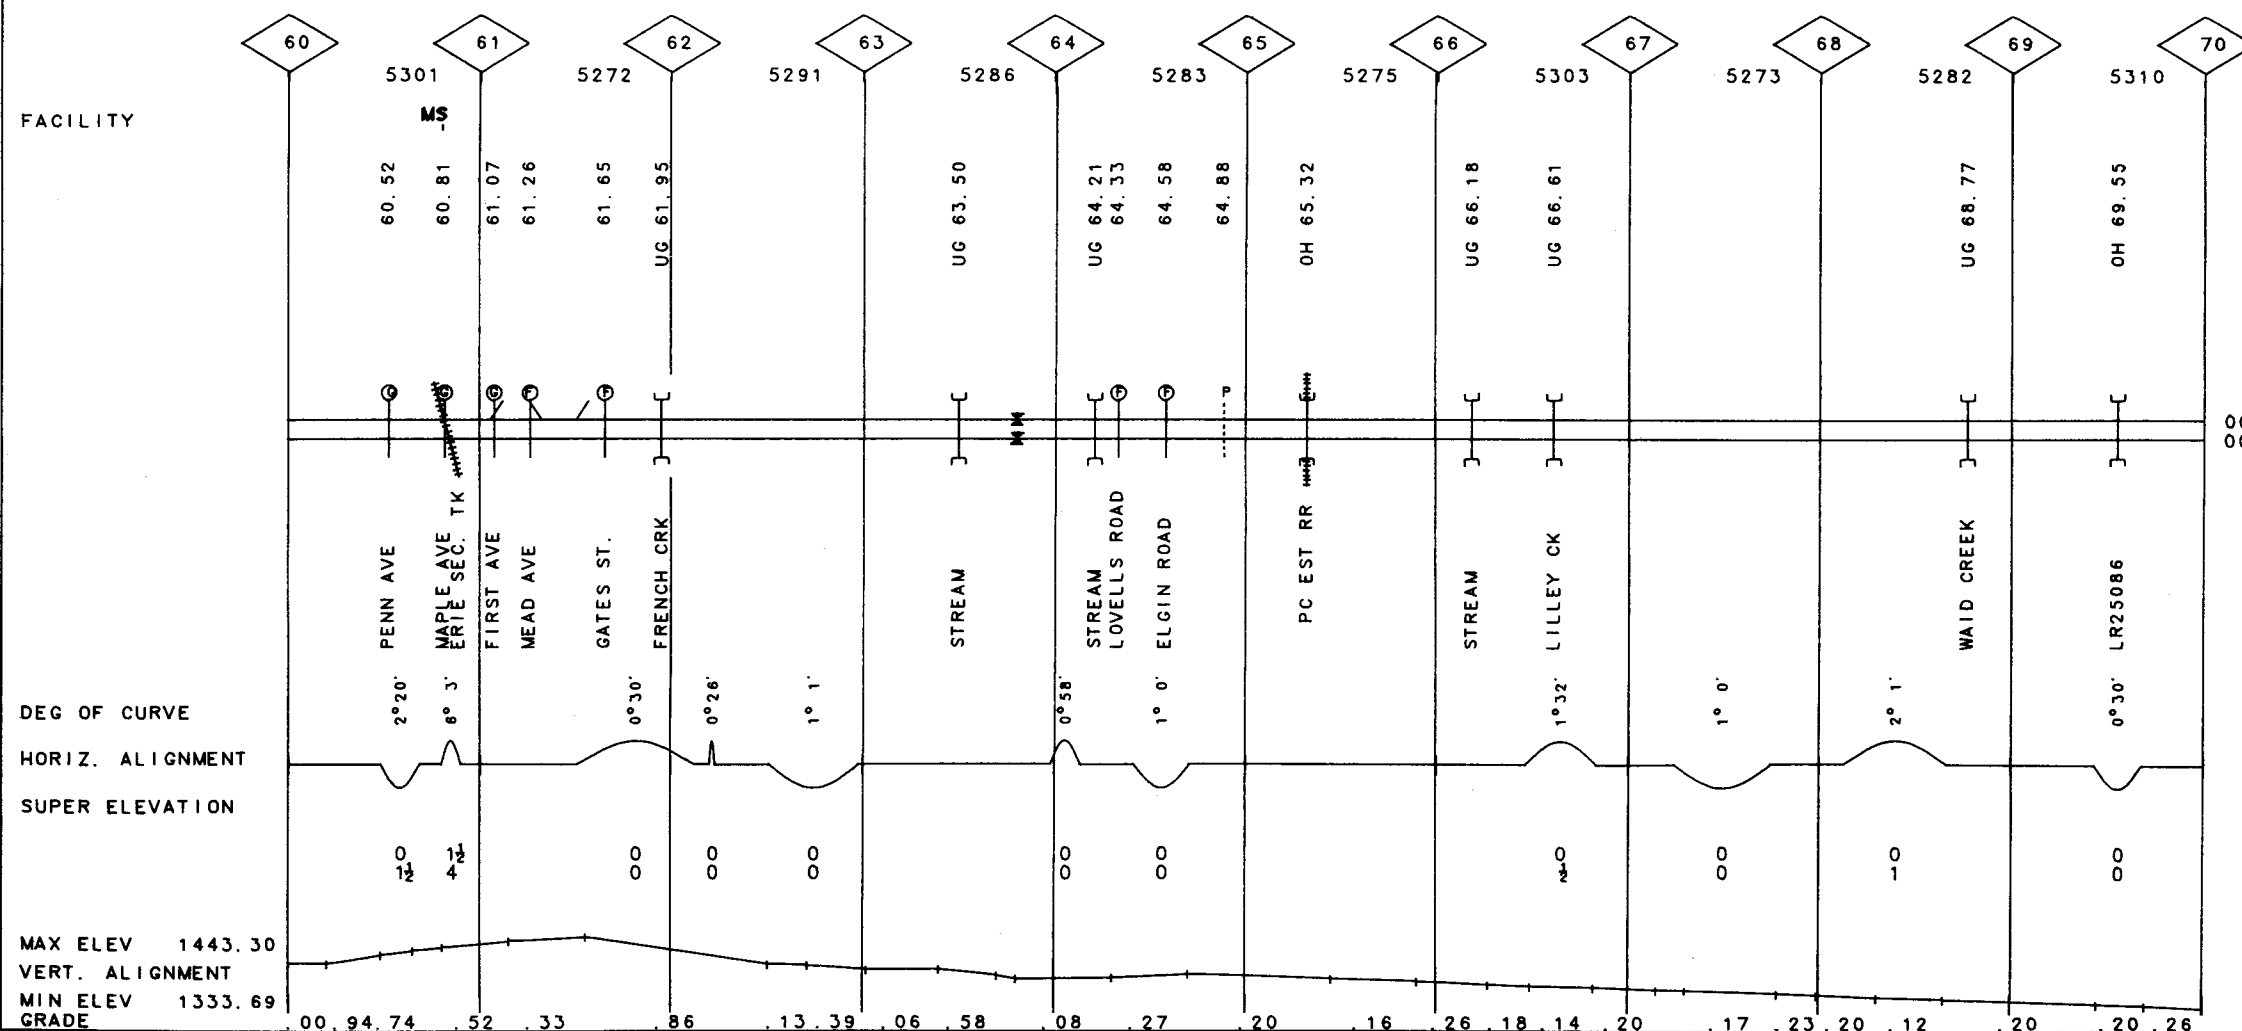 60 61 62 63 64 65 66 67 68 69 70
5301 5272 5291 5286 5283 5275 5303 5273 5282 5310
MS
FACILITY
60.52 60.81 61.07 61.26 61.65 UG 61.95 UG 63.50 UG 64.21 64.33 64.58 64.88 OH 65.32 UG 66.18 UG 66.61 UG 68.77 OH 69.55
G G G F F F F P
PENN AVE
MAPLE AVE
ERIE SEC. TK
FIRST AVE
MEAD AVE
GATES ST.
FRENCH CRK
STREAM
STREAM
LOVELLS ROAD
ELGIN ROAD
PC EST RR
STREAM
LILLEY CK
WAID CREEK
LR25086
DEG OF CURVE 2°20' 6° 3' 0°30' 0°26' 1° 1' 0°58' 1° 0' 1°32' 1° 0' 2° 1' 0°30'
HORIZ. ALIGNMENT
SUPER ELEVATION
0 1½ 0 0 0 0 0 0 0 0 0
1½ 4 0 0 0 0 0 ½ 0 1 0
MAX ELEV 1443.30
VERT. ALIGNMENT
MIN ELEV 1333.69
GRADE .00 .94 .74 .52 .33 .86 .13 .39 .06 .58 .08 .27 .20 .16 .26 .18 .14 .20 .17 .23 .20 .12 .20 .20 .26